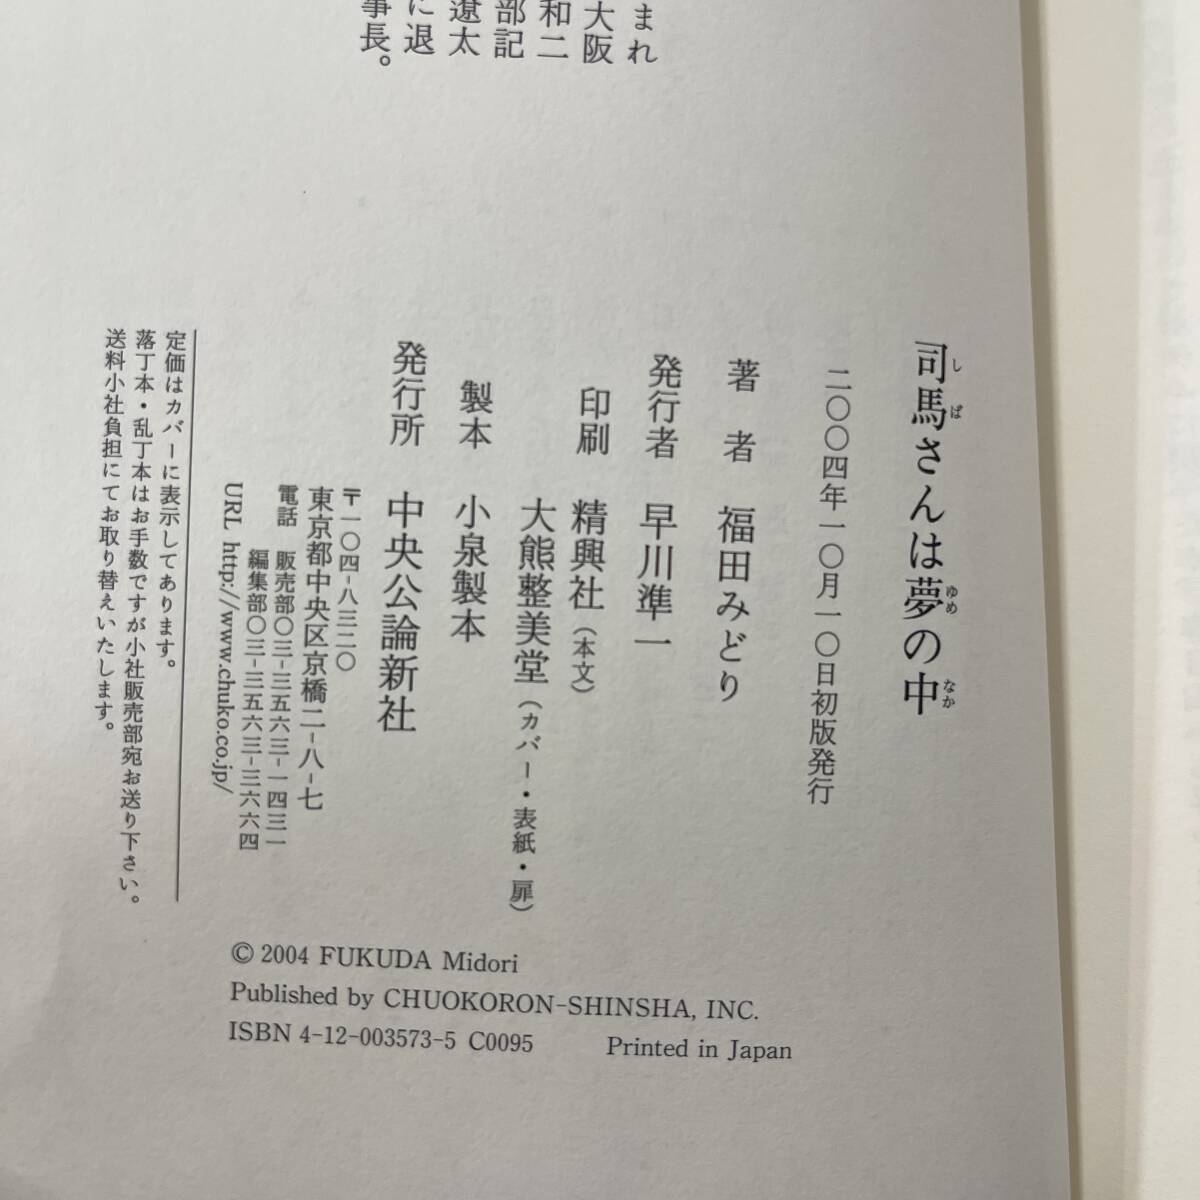 まれ
大阪
和二
部記
遼太
に退
事長。
司馬さんは夢の中
しば
ゆめ
なか
二〇〇四年一〇月一〇日初版発行
著者 福田みどり
発行者 早川準一
印刷 精興社（本文）
大熊整美堂（カバー・表紙・扉）
製本 小泉製本
発行所 中央公論新社
〒一〇四-八三二〇
東京都中央区京橋二-八-七
電話 販売部〇三-三五六三-一四三一
編集部〇三-三五六三-三六六四
URL http://www.chuko.co.jp/
定価はカバーに表示してあります。
落丁本・乱丁本はお手数ですが小社販売部宛お送り下さい。
送料小社負担にてお取り替えいたします。
© 2004 FUKUDA Midori
Published by CHUOKORON-SHINSHA, INC.
ISBN 4-12-003573-5 C0095 Printed in Japan